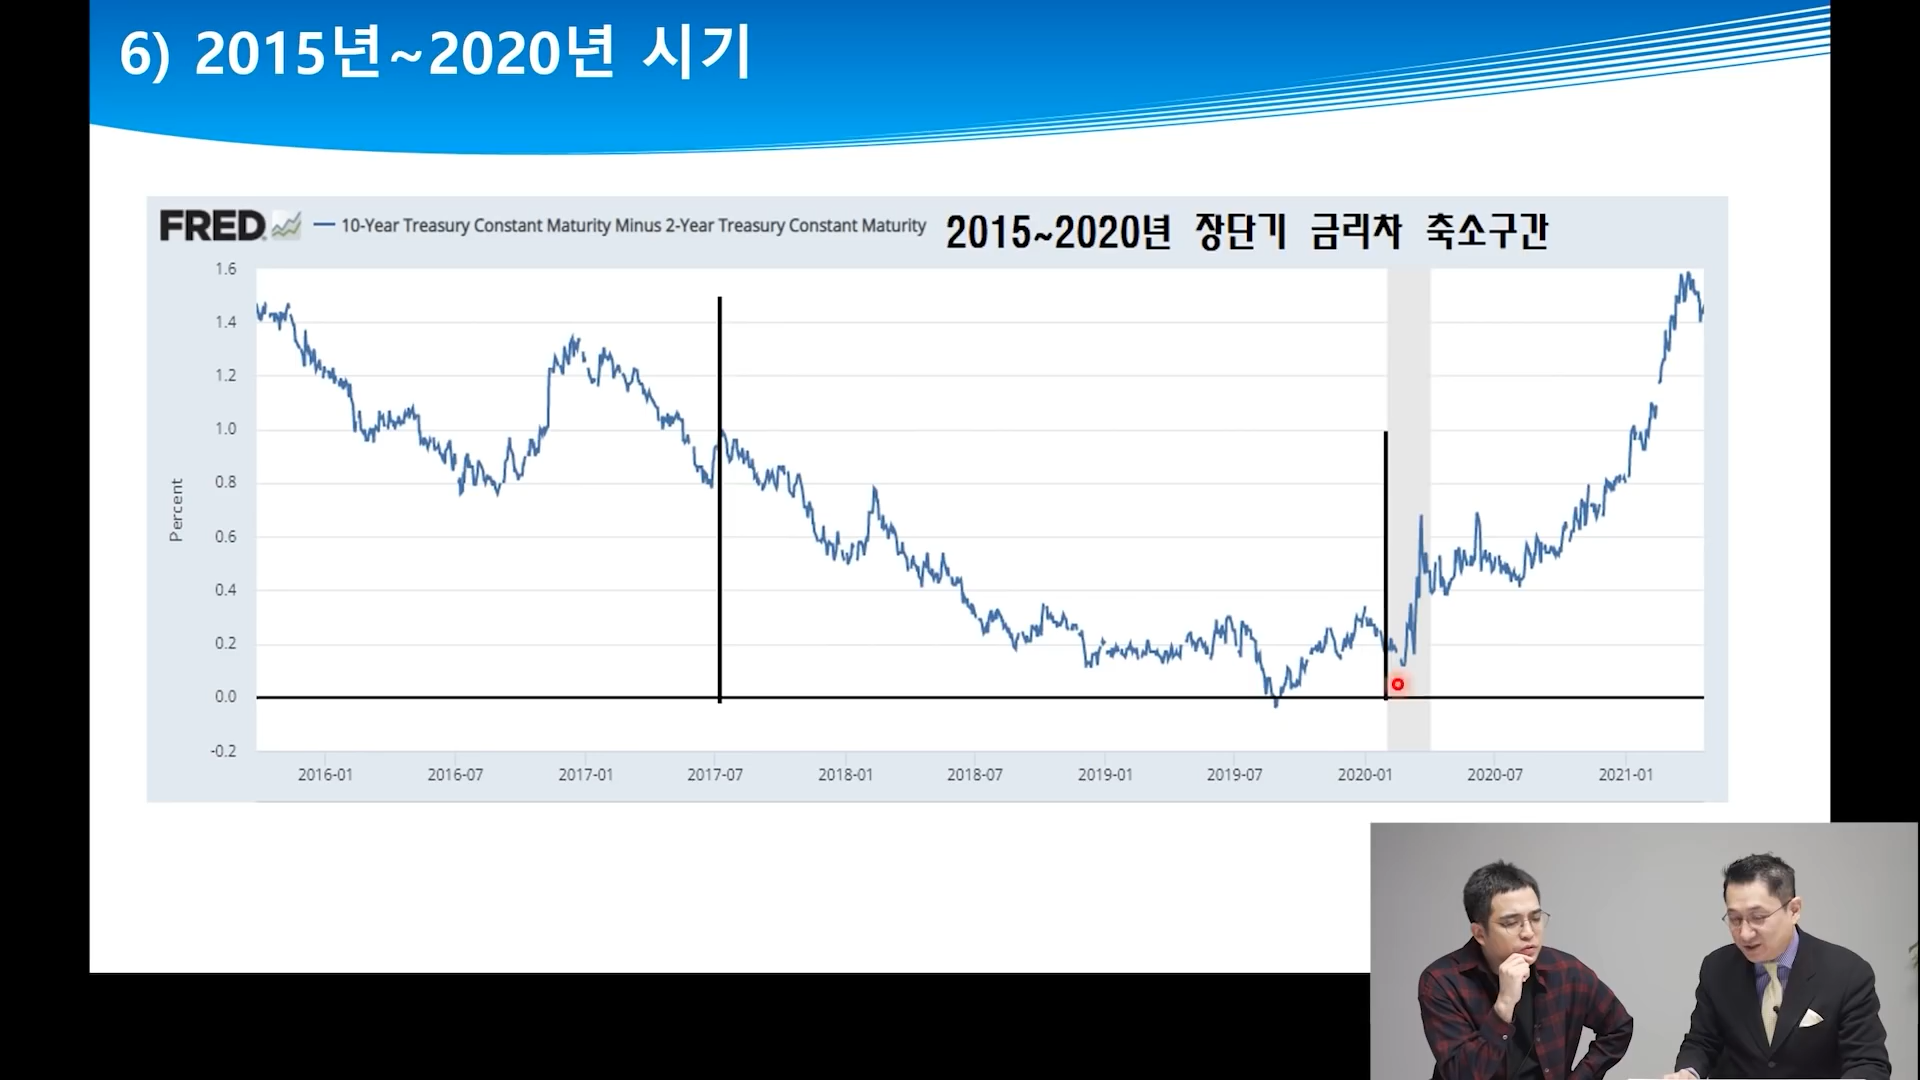 6) 2015년~2020년 시기
FRED 10-Year Treasury Constant Maturity Minus 2-Year Treasury Constant Maturity 2015~2020년 장단기 금리차 축소구간
1.6
1.4
1.2
1.0
0.8
0.6
0.4
0.2
0.0
-0.2
Percent
2016-01 2016-07 2017-01 2017-07 2018-01 2018-07 2019-01 2019-07 2020-01 2020-07 2021-01